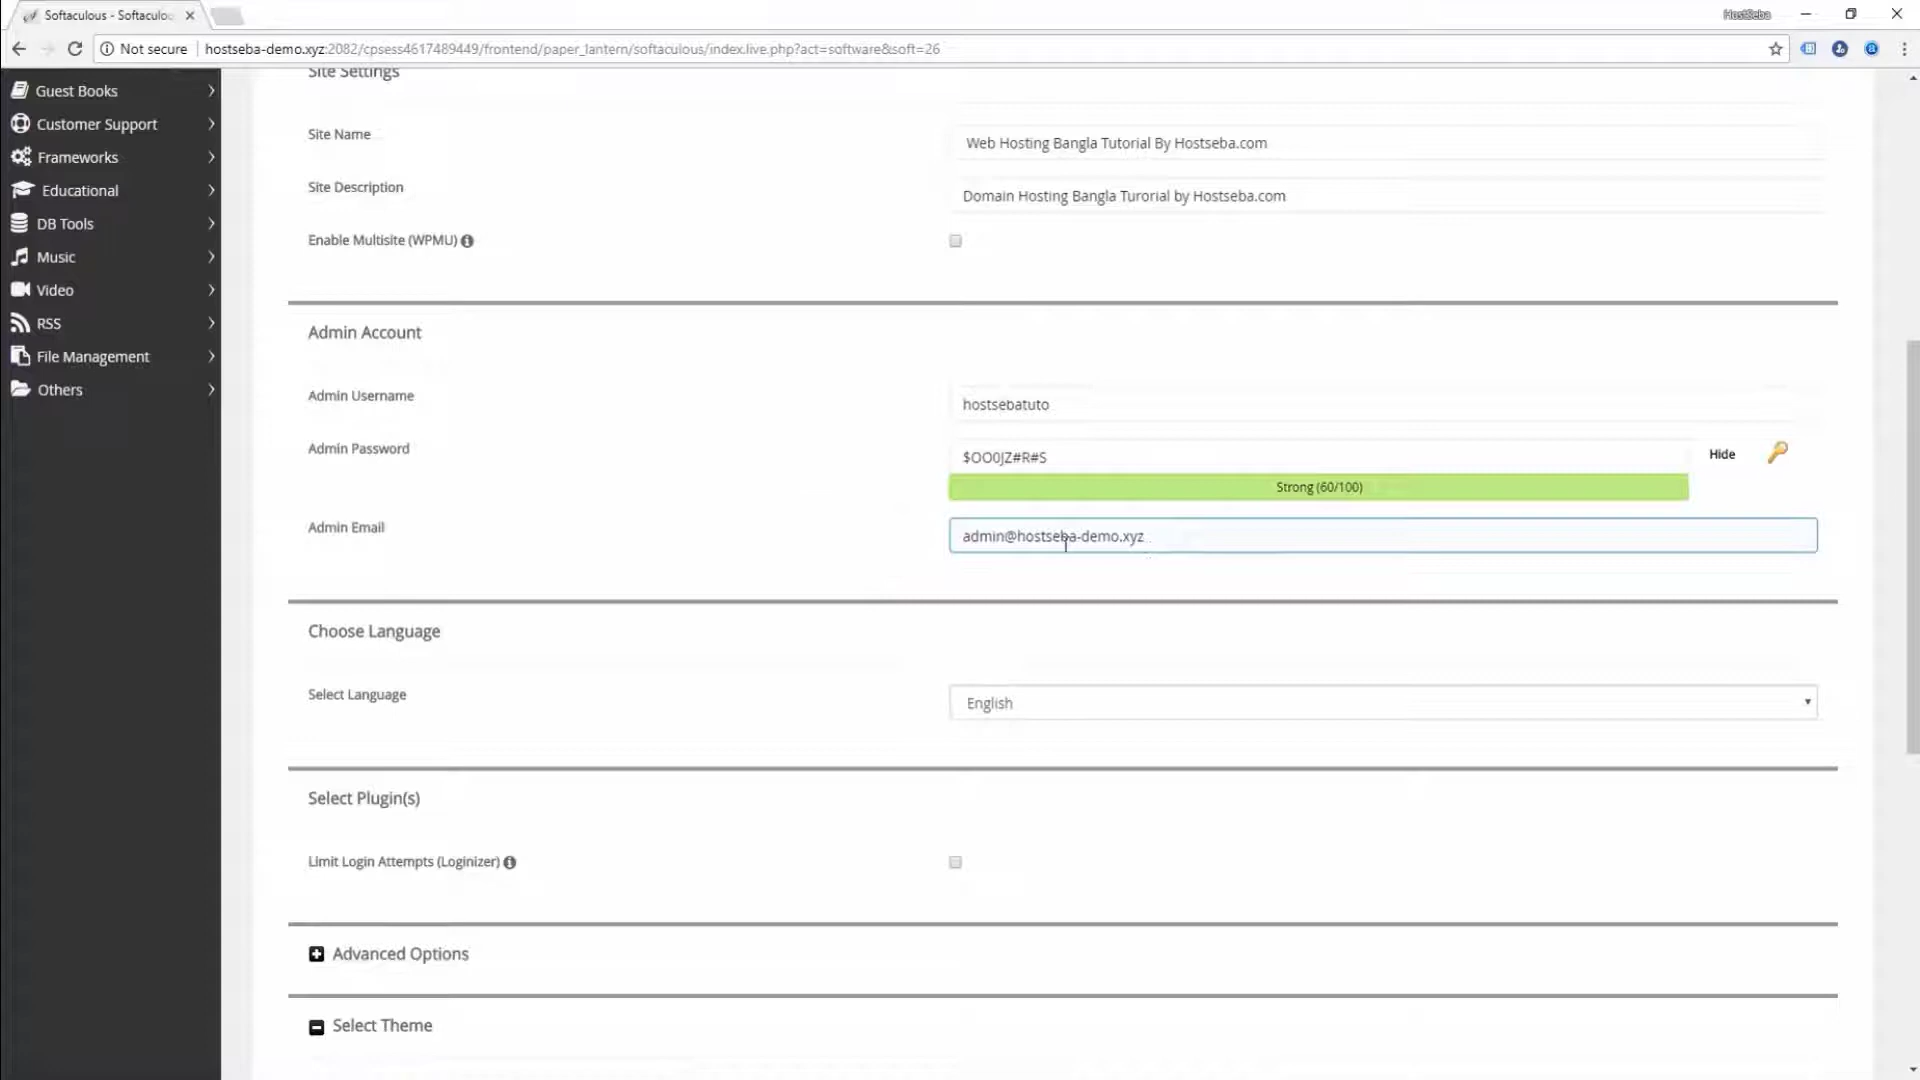 Softaculous - Softaculo
HostSeba
Not secure
hostseba-demo.xyz:2082/cpsess4617489449/frontend/paper_lantern/softaculous/index.live.php?act=software&soft=26
Guest Books
Customer Support
Frameworks
Educational
DB Tools
Music
Video
RSS
File Management
Others
Site Settings
Site Name
Web Hosting Bangla Tutorial By Hostseba.com
Site Description
Domain Hosting Bangla Turorial by Hostseba.com
Enable Multisite (WPMU)
Admin Account
Admin Username
hostsebatuto
Admin Password
$OO0JZ#R#S
Hide
Strong (60/100)
Admin Email
admin@hostseba-demo.xyz
Choose Language
Select Language
English
Select Plugin(s)
Limit Login Attempts (Loginizer)
Advanced Options
Select Theme